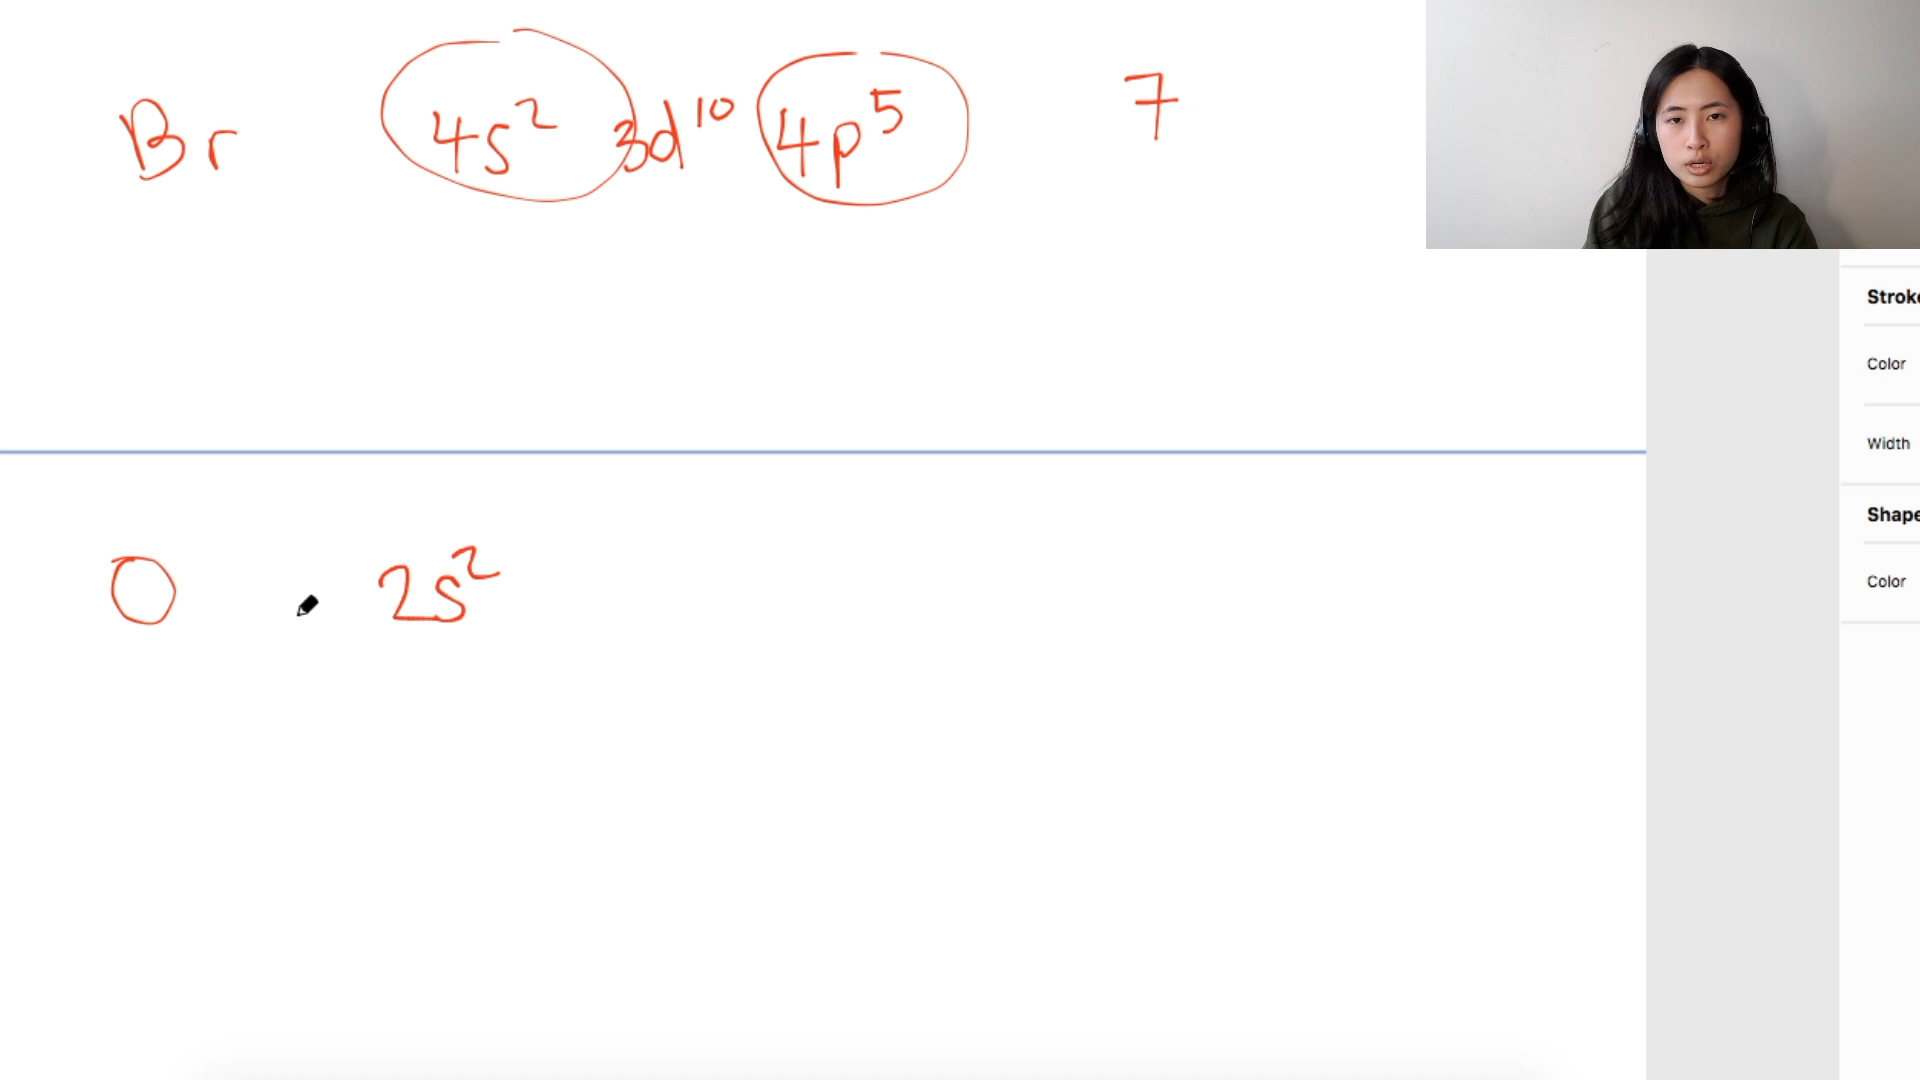 Br 4s² 3d¹⁰ 4p⁵ 7
Stroke
Color
Width
Shape
Color
O 2s²